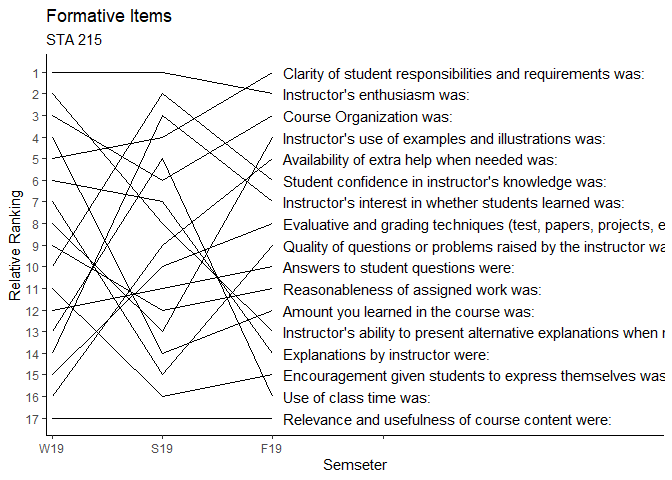 Formative Items
STA 215
Relative Ranking
1
2
3
4
5
6
7
8
9
10
11
12
13
14
15
16
17
Clarity of student responsibilities and requirements was:
Instructor's enthusiasm was:
Course Organization was:
Instructor's use of examples and illustrations was:
Availability of extra help when needed was:
Student confidence in instructor's knowledge was:
Instructor's interest in whether students learned was:
Evaluative and grading techniques (test, papers, projects, e
Quality of questions or problems raised by the instructor wa
Answers to student questions were:
Reasonableness of assigned work was:
Amount you learned in the course was:
Instructor's ability to present alternative explanations when
Explanations by instructor were:
Encouragement given students to express themselves was
Use of class time was:
Relevance and usefulness of course content were:
W19
S19
F19
Semseter